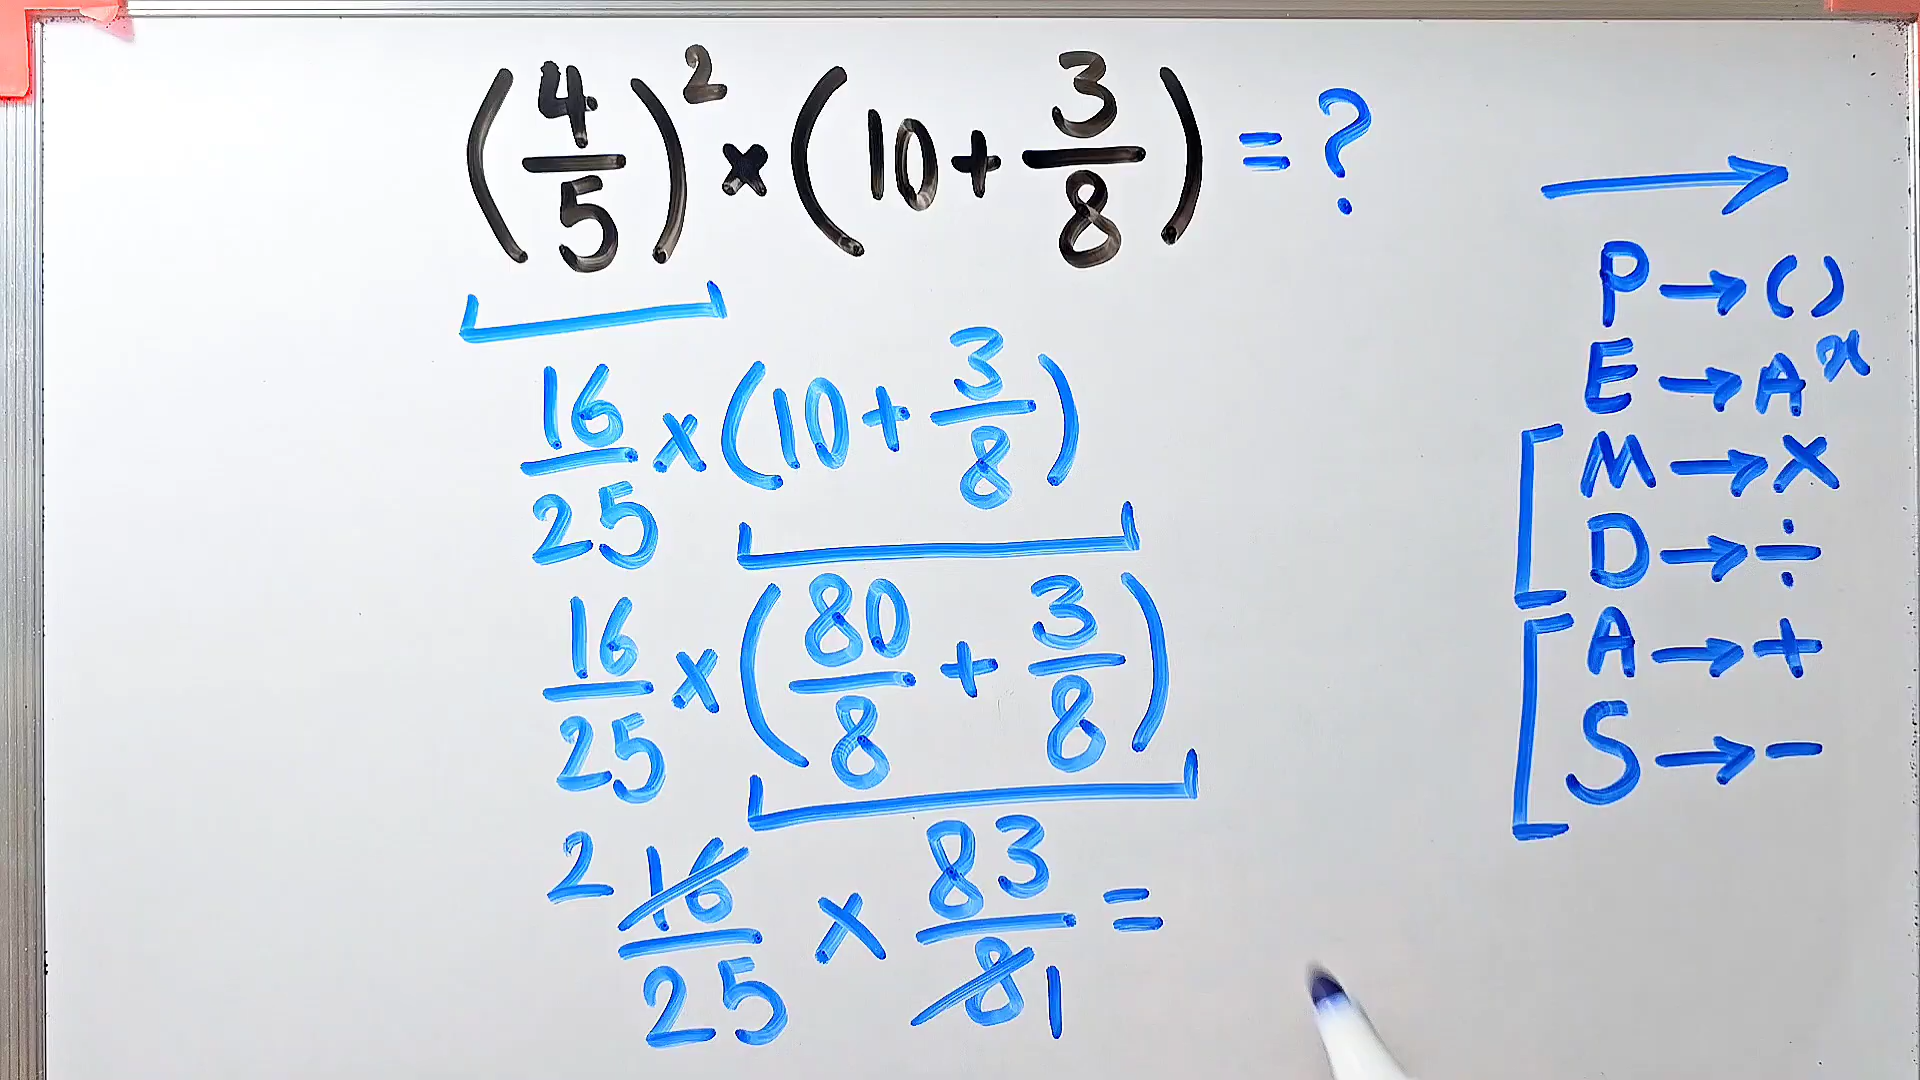 (4/5)² × (10 + 3/8) = ?
16/25 × (10 + 3/8)
16/25 × (80/8 + 3/8)
2 16/25 × 83/8 1 =
→
P → ( )
E → Aˣ
M → ×
D → ÷
A → +
S → −